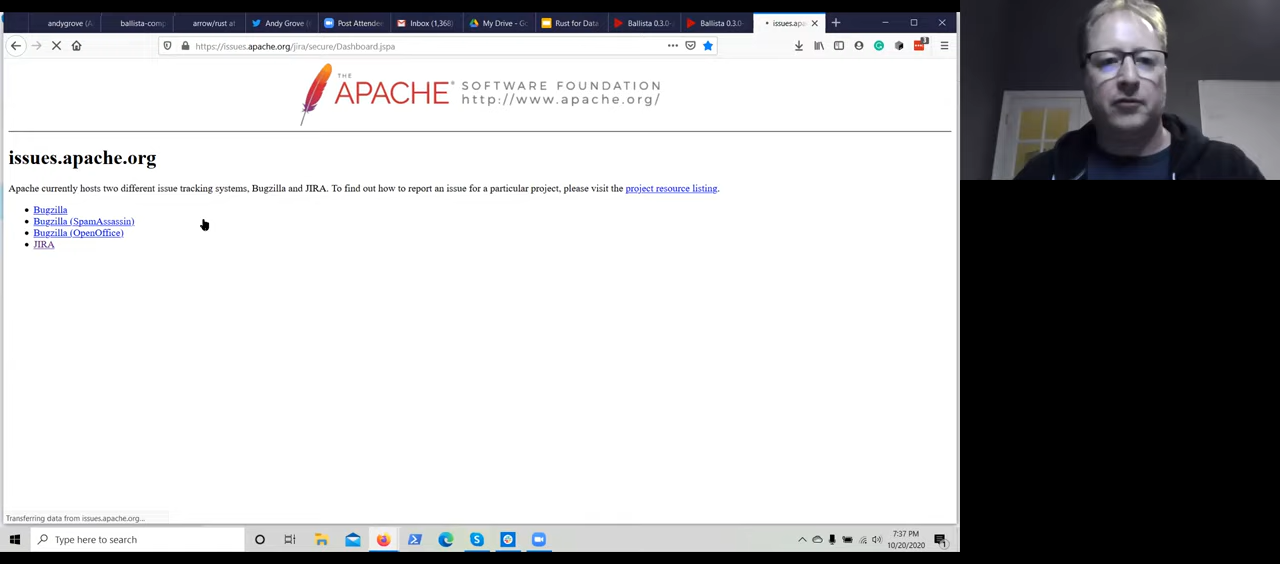 andygrove (A
ballista-comp
arrow/rust at
Andy Grove (
Post Attendee
Inbox (1,368)
My Drive - Go
Rust for Data
Ballista 0.3.0-
Ballista 0.3.0-
issues.apa
https://issues.apache.org/jira/secure/Dashboard.jspa
THE
APACHE® SOFTWARE FOUNDATION
http://www.apache.org/
issues.apache.org
Apache currently hosts two different issue tracking systems, Bugzilla and JIRA. To find out how to report an issue for a particular project, please visit the project resource listing.
• Bugzilla
• Bugzilla (SpamAssassin)
• Bugzilla (OpenOffice)
• JIRA
Transferring data from issues.apache.org...
Type here to search
7:37 PM
10/20/2020